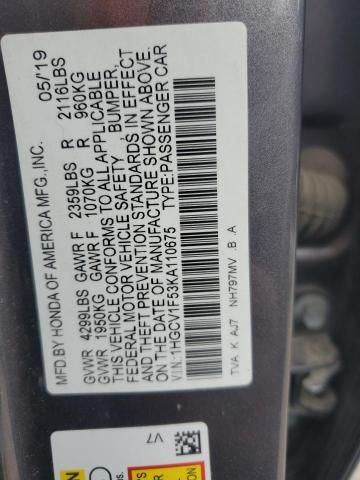 MFD.BY HONDA OF AMERICA MFG.,INC. 05/'19
GVWR 4299LBS GAWR F 2359LBS R 2116LBS
GVWR 1950KG GAWR F 1070KG R 960KG
THIS VEHICLE CONFORMS TO ALL APPLICABLE
FEDERAL MOTOR VEHICLE SAFETY , BUMPER,
AND THEFT PREVENTION STANDARDS IN EFFECT
ON THE DATE OF MANUFACTURE SHOWN ABOVE.
V.I.N.:1HGCV1F53KA110675 TYPE:PASSENGER CAR
TVA K AJ7 NH797MV B .A
V7